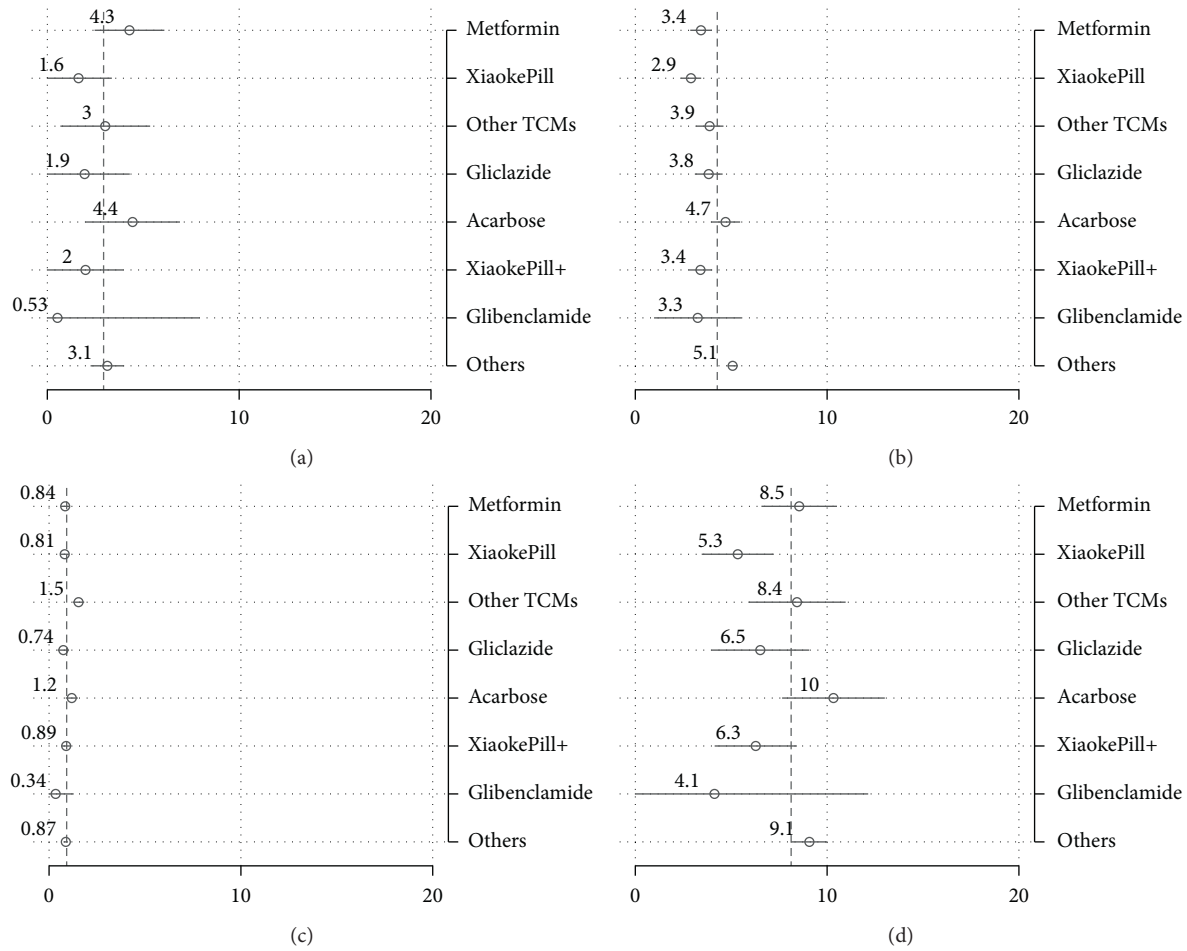 4.3 Metformin
1.6 XiaokePill
3 Other TCMs
1.9 Gliclazide
4.4 Acarbose
2 XiaokePill+
0.53 Glibenclamide
3.1 Others
0 10 20
(a)
3.4 Metformin
2.9 XiaokePill
3.9 Other TCMs
3.8 Gliclazide
4.7 Acarbose
3.4 XiaokePill+
3.3 Glibenclamide
5.1 Others
0 10 20
(b)
0.84 Metformin
0.81 XiaokePill
1.5 Other TCMs
0.74 Gliclazide
1.2 Acarbose
0.89 XiaokePill+
0.34 Glibenclamide
0.87 Others
0 10 20
(c)
8.5 Metformin
5.3 XiaokePill
8.4 Other TCMs
6.5 Gliclazide
10 Acarbose
6.3 XiaokePill+
4.1 Glibenclamide
9.1 Others
0 10 20
(d)